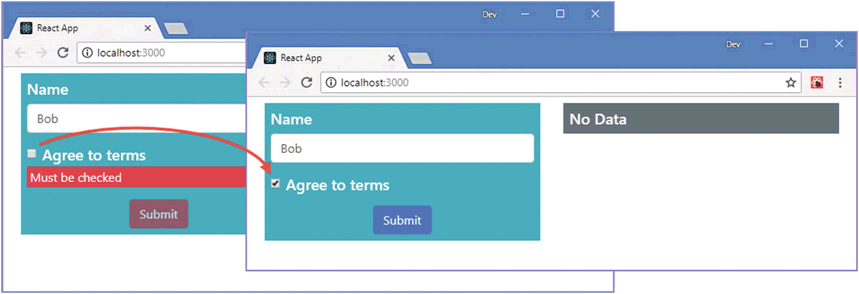 Dev
React App
localhost:3000
Name
Bob
Agree to terms
Must be checked
Submit
Dev
React App
localhost:3000
Name
Bob
Agree to terms
Submit
No Data